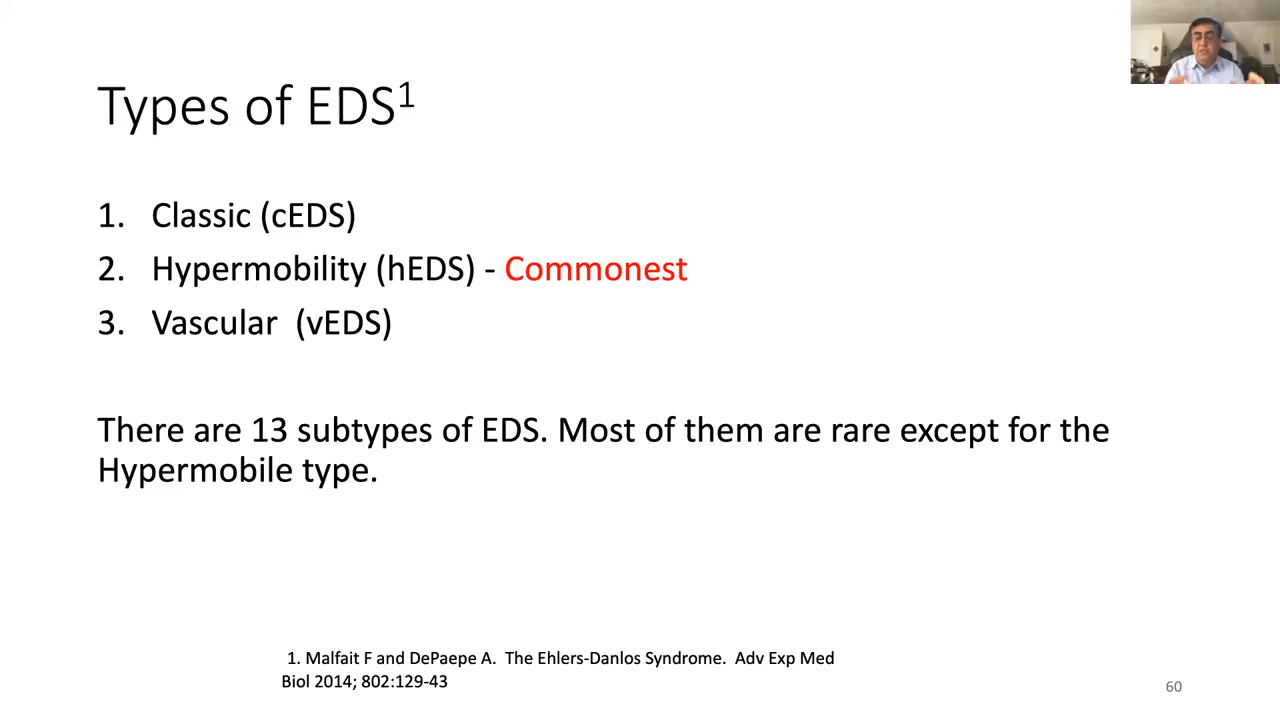 Types of EDS1
1. Classic (cEDS)
2. Hypermobility (hEDS) - Commonest
3. Vascular (vEDS)
There are 13 subtypes of EDS. Most of them are rare except for the
Hypermobile type.
1. Malfait F and DePaepe A. The Ehlers-Danlos Syndrome. Adv Exp Med
Biol 2014; 802:129-43
60